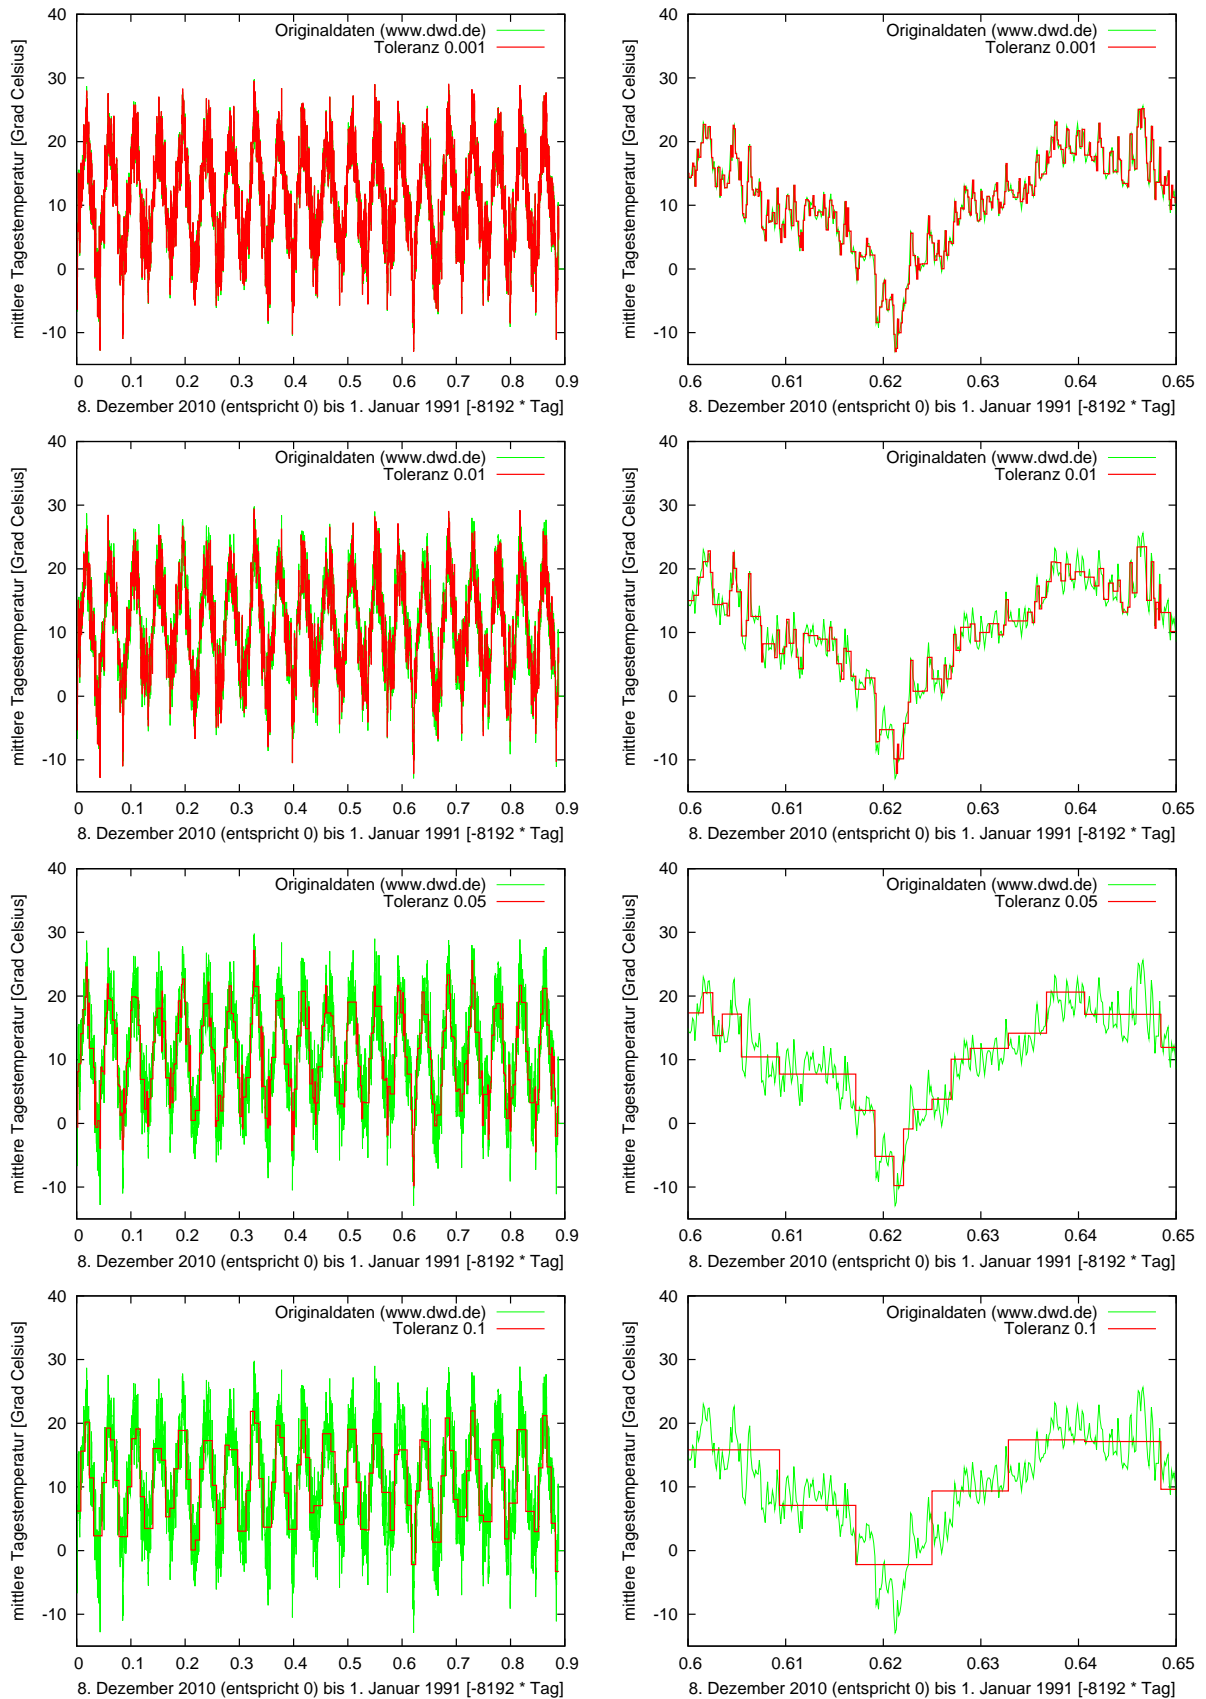 mittlere Tagestemperatur [Grad Celsius]
40
30
20
10
0
-10
Originaldaten (www.dwd.de)
Toleranz 0.001
0 0.1 0.2 0.3 0.4 0.5 0.6 0.7 0.8 0.9
8. Dezember 2010 (entspricht 0) bis 1. Januar 1991 [-8192 * Tag]
mittlere Tagestemperatur [Grad Celsius]
40
30
20
10
0
-10
Originaldaten (www.dwd.de)
Toleranz 0.001
0.6 0.61 0.62 0.63 0.64 0.65
8. Dezember 2010 (entspricht 0) bis 1. Januar 1991 [-8192 * Tag]
mittlere Tagestemperatur [Grad Celsius]
40
30
20
10
0
-10
Originaldaten (www.dwd.de)
Toleranz 0.01
0 0.1 0.2 0.3 0.4 0.5 0.6 0.7 0.8 0.9
8. Dezember 2010 (entspricht 0) bis 1. Januar 1991 [-8192 * Tag]
mittlere Tagestemperatur [Grad Celsius]
40
30
20
10
0
-10
Originaldaten (www.dwd.de)
Toleranz 0.01
0.6 0.61 0.62 0.63 0.64 0.65
8. Dezember 2010 (entspricht 0) bis 1. Januar 1991 [-8192 * Tag]
mittlere Tagestemperatur [Grad Celsius]
40
30
20
10
0
-10
Originaldaten (www.dwd.de)
Toleranz 0.05
0 0.1 0.2 0.3 0.4 0.5 0.6 0.7 0.8 0.9
8. Dezember 2010 (entspricht 0) bis 1. Januar 1991 [-8192 * Tag]
mittlere Tagestemperatur [Grad Celsius]
40
30
20
10
0
-10
Originaldaten (www.dwd.de)
Toleranz 0.05
0.6 0.61 0.62 0.63 0.64 0.65
8. Dezember 2010 (entspricht 0) bis 1. Januar 1991 [-8192 * Tag]
mittlere Tagestemperatur [Grad Celsius]
40
30
20
10
0
-10
Originaldaten (www.dwd.de)
Toleranz 0.1
0 0.1 0.2 0.3 0.4 0.5 0.6 0.7 0.8 0.9
8. Dezember 2010 (entspricht 0) bis 1. Januar 1991 [-8192 * Tag]
mittlere Tagestemperatur [Grad Celsius]
40
30
20
10
0
-10
Originaldaten (www.dwd.de)
Toleranz 0.1
0.6 0.61 0.62 0.63 0.64 0.65
8. Dezember 2010 (entspricht 0) bis 1. Januar 1991 [-8192 * Tag]